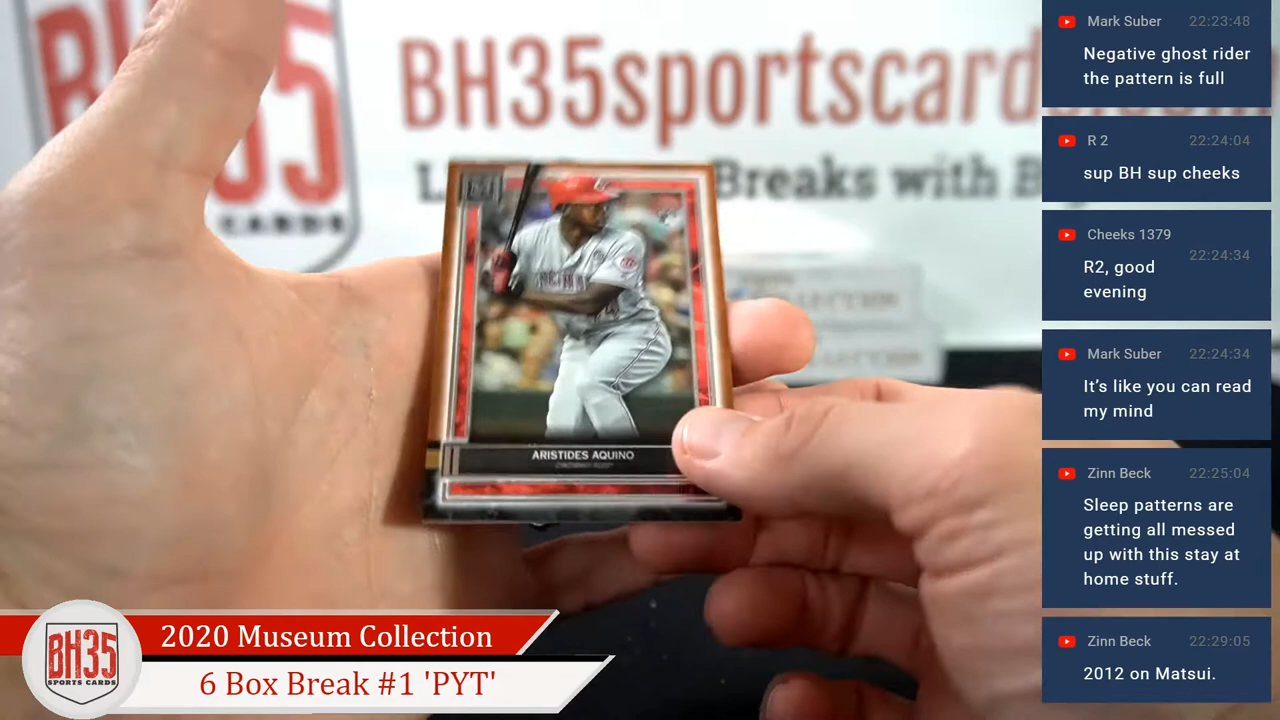 BH35
SPORTS CARDS
BH35sportscards
Breaks with
ARISTIDES AQUINO
CINCINNATI REDS
Mark Suber 22:23:48
Negative ghost rider
the pattern is full
R 2 22:24:04
sup BH sup cheeks
Cheeks 1379 22:24:34
R2, good
evening
Mark Suber 22:24:34
It's like you can read
my mind
Zinn Beck 22:25:04
Sleep patterns are
getting all messed
up with this stay at
home stuff.
Zinn Beck 22:29:05
2012 on Matsui.
BH35
SPORTS CARDS
2020 Museum Collection
6 Box Break #1 'PYT'